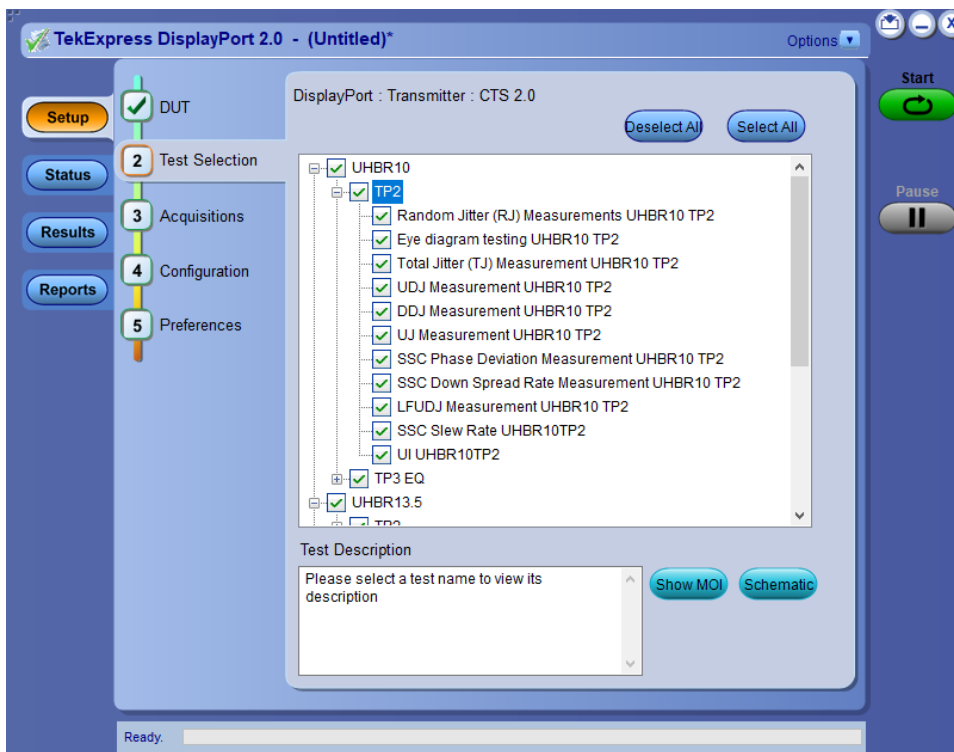 TekExpress DisplayPort 2.0 - (Untitled)*
Options
Start
Pause
Setup
Status
Results
Reports
DUT
2 Test Selection
3 Acquisitions
4 Configuration
5 Preferences
DisplayPort : Transmitter : CTS 2.0
Deselect All
Select All
UHBR10
TP2
Random Jitter (RJ) Measurements UHBR10 TP2
Eye diagram testing UHBR10 TP2
Total Jitter (TJ) Measurement UHBR10 TP2
UDJ Measurement UHBR10 TP2
DDJ Measurement UHBR10 TP2
UJ Measurement UHBR10 TP2
SSC Phase Deviation Measurement UHBR10 TP2
SSC Down Spread Rate Measurement UHBR10 TP2
LFUDJ Measurement UHBR10 TP2
SSC Slew Rate UHBR10TP2
UI UHBR10TP2
TP3 EQ
UHBR13.5
TP2
Test Description
Please select a test name to view its
description
Show MOI
Schematic
Ready.